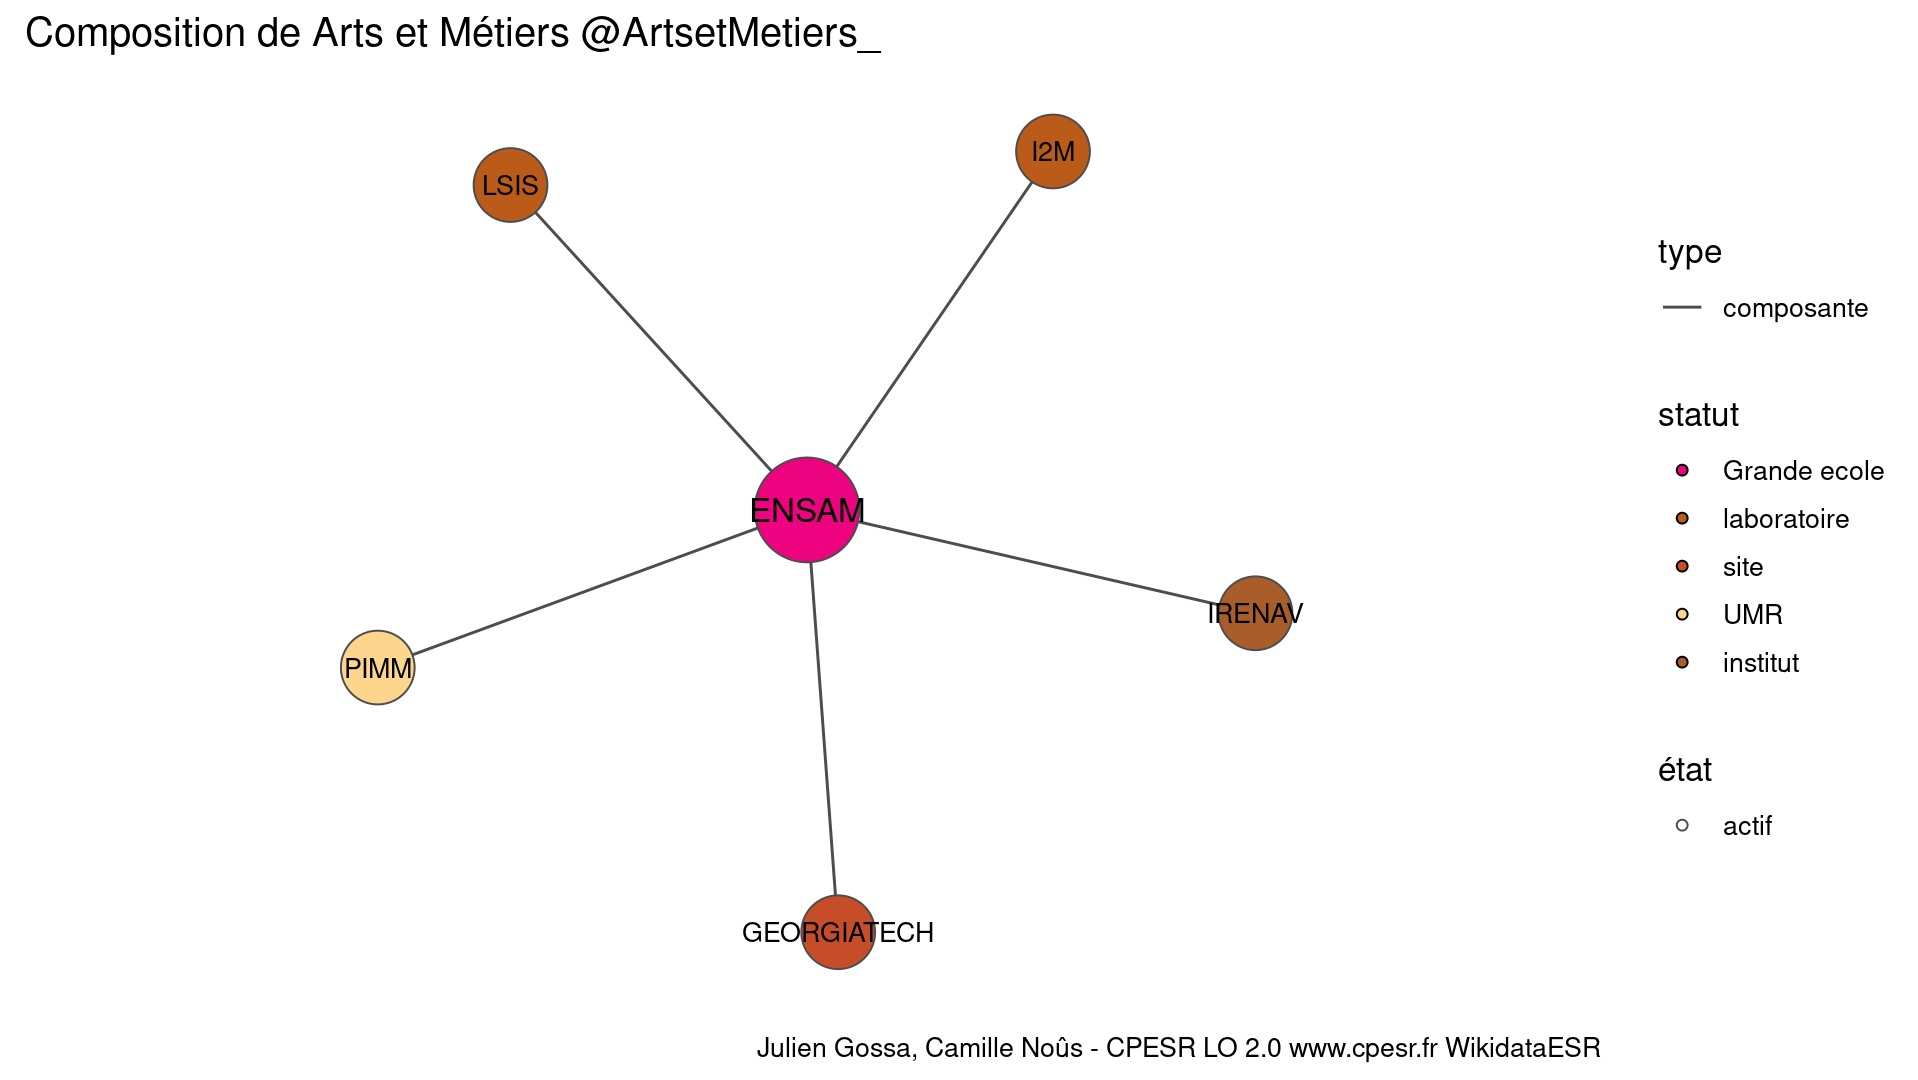 Composition de Arts et Métiers @ArtsetMetiers_
I2M
LSIS
ENSAM
IRENAV
PIMM
GEORGIATECH
type
composante
statut
Grande ecole
laboratoire
site
UMR
institut
état
actif
Julien Gossa, Camille Noûs - CPESR LO 2.0 www.cpesr.fr WikidataESR